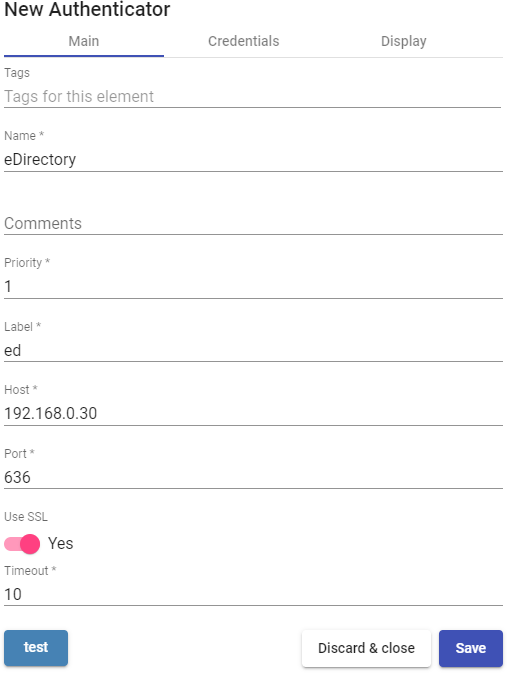 New Authenticator
Main Credentials Display
Tags
Tags for this element
Name *
eDirectory
Comments
Priority *
1
Label *
ed
Host *
192.168.0.30
Port *
636
Use SSL
Yes
Timeout *
10
test Discard & close Save